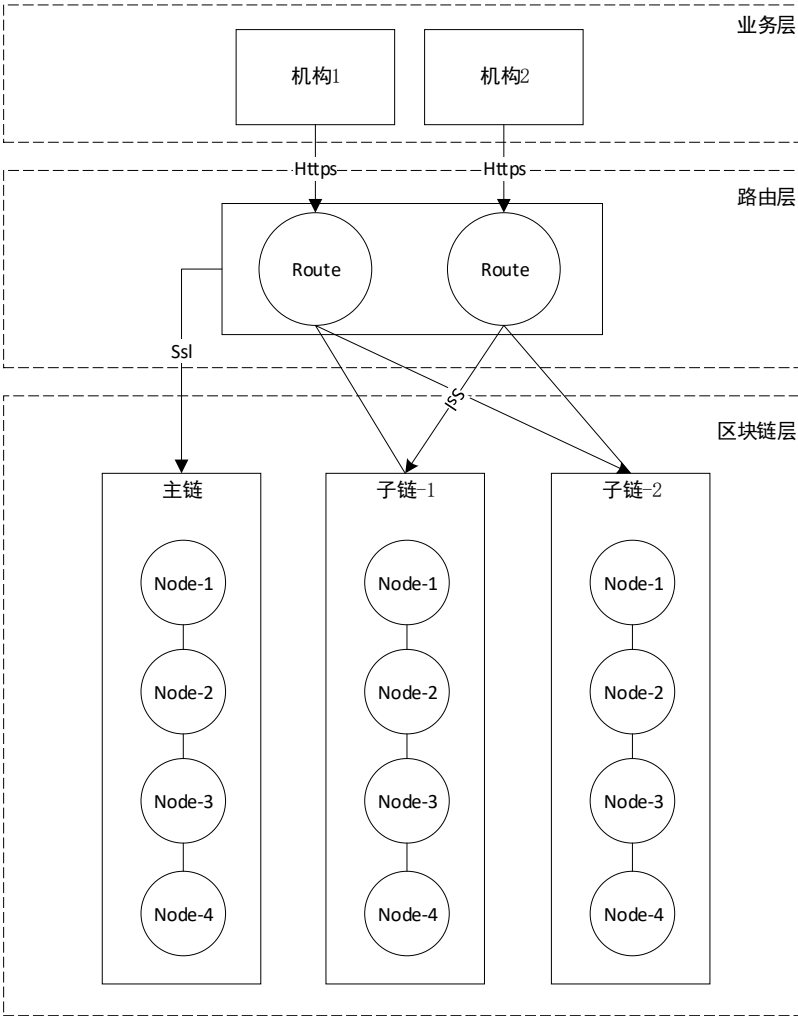 业务层
机构1
机构2
Https
Https
路由层
Route
Route
Ssl
Ssl
区块链层
主链
子链-1
子链-2
Node-1
Node-1
Node-1
Node-2
Node-2
Node-2
Node-3
Node-3
Node-3
Node-4
Node-4
Node-4